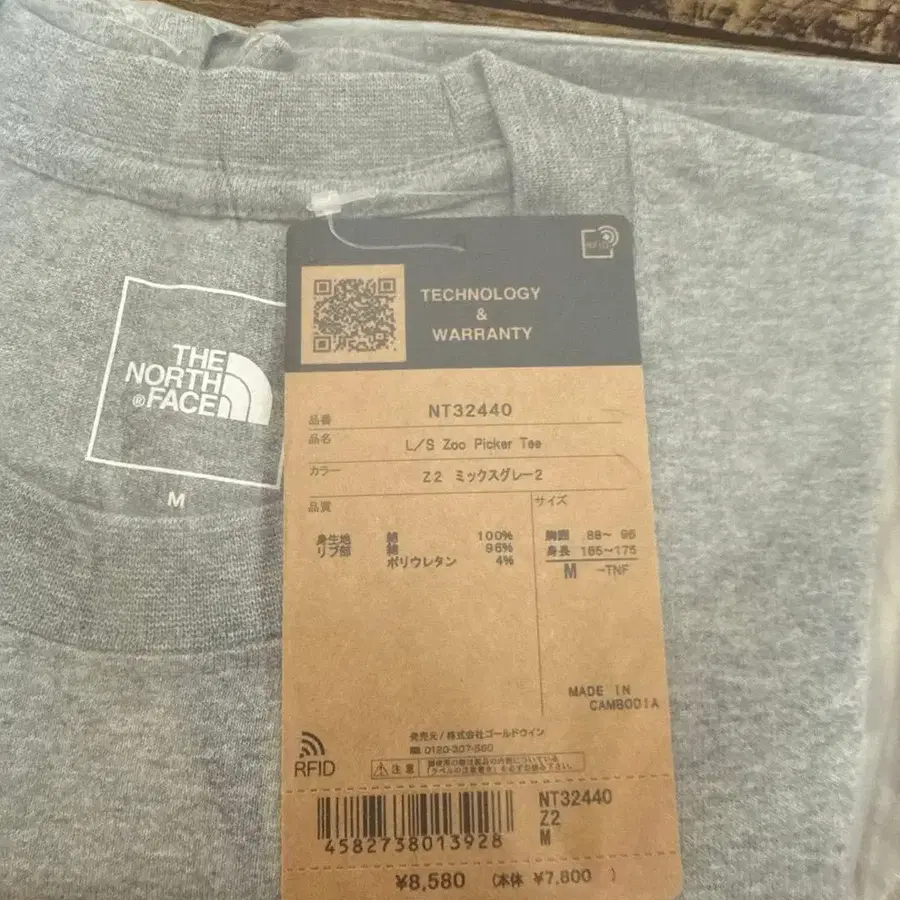 THE
NORTH
®FACE
M
RFID
TECHNOLOGY
&
WARRANTY
品番 NT32440
品名 L/S Zoo Picker Tee
カラー Z2 ミックスグレー2
品質
身生地 綿 100%
リブ部 綿 96%
ポリウレタン 4%
サイズ
胸囲 88~ 96
身長 165~175
M -TNF
MADE IN
CAMBODIA
発売元/株式会社ゴールドウイン
0120-307-560
RFID
注意
NT32440
Z2
M
4582738013928
¥8,580 (本体 ¥7,800 )